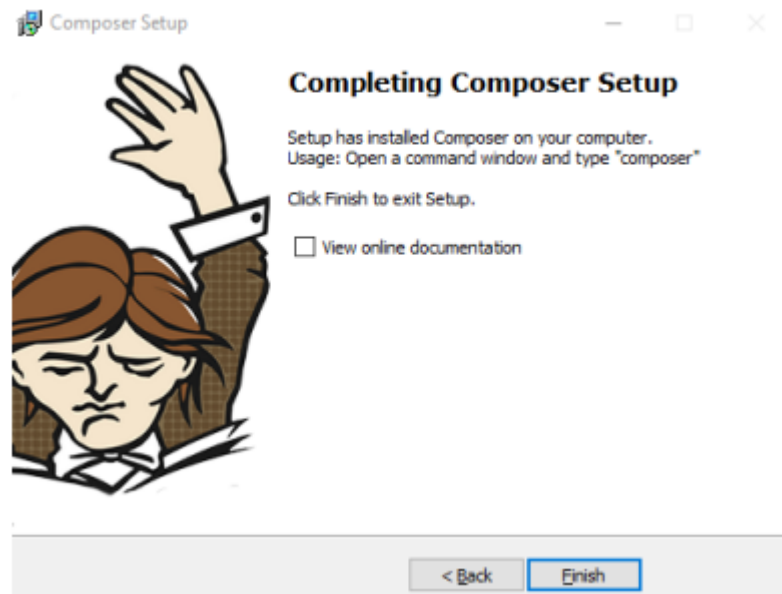 Composer Setup
Completing Composer Setup
Setup has installed Composer on your computer.
Usage: Open a command window and type "composer"
Click Finish to exit Setup.
View online documentation
< Back
Finish